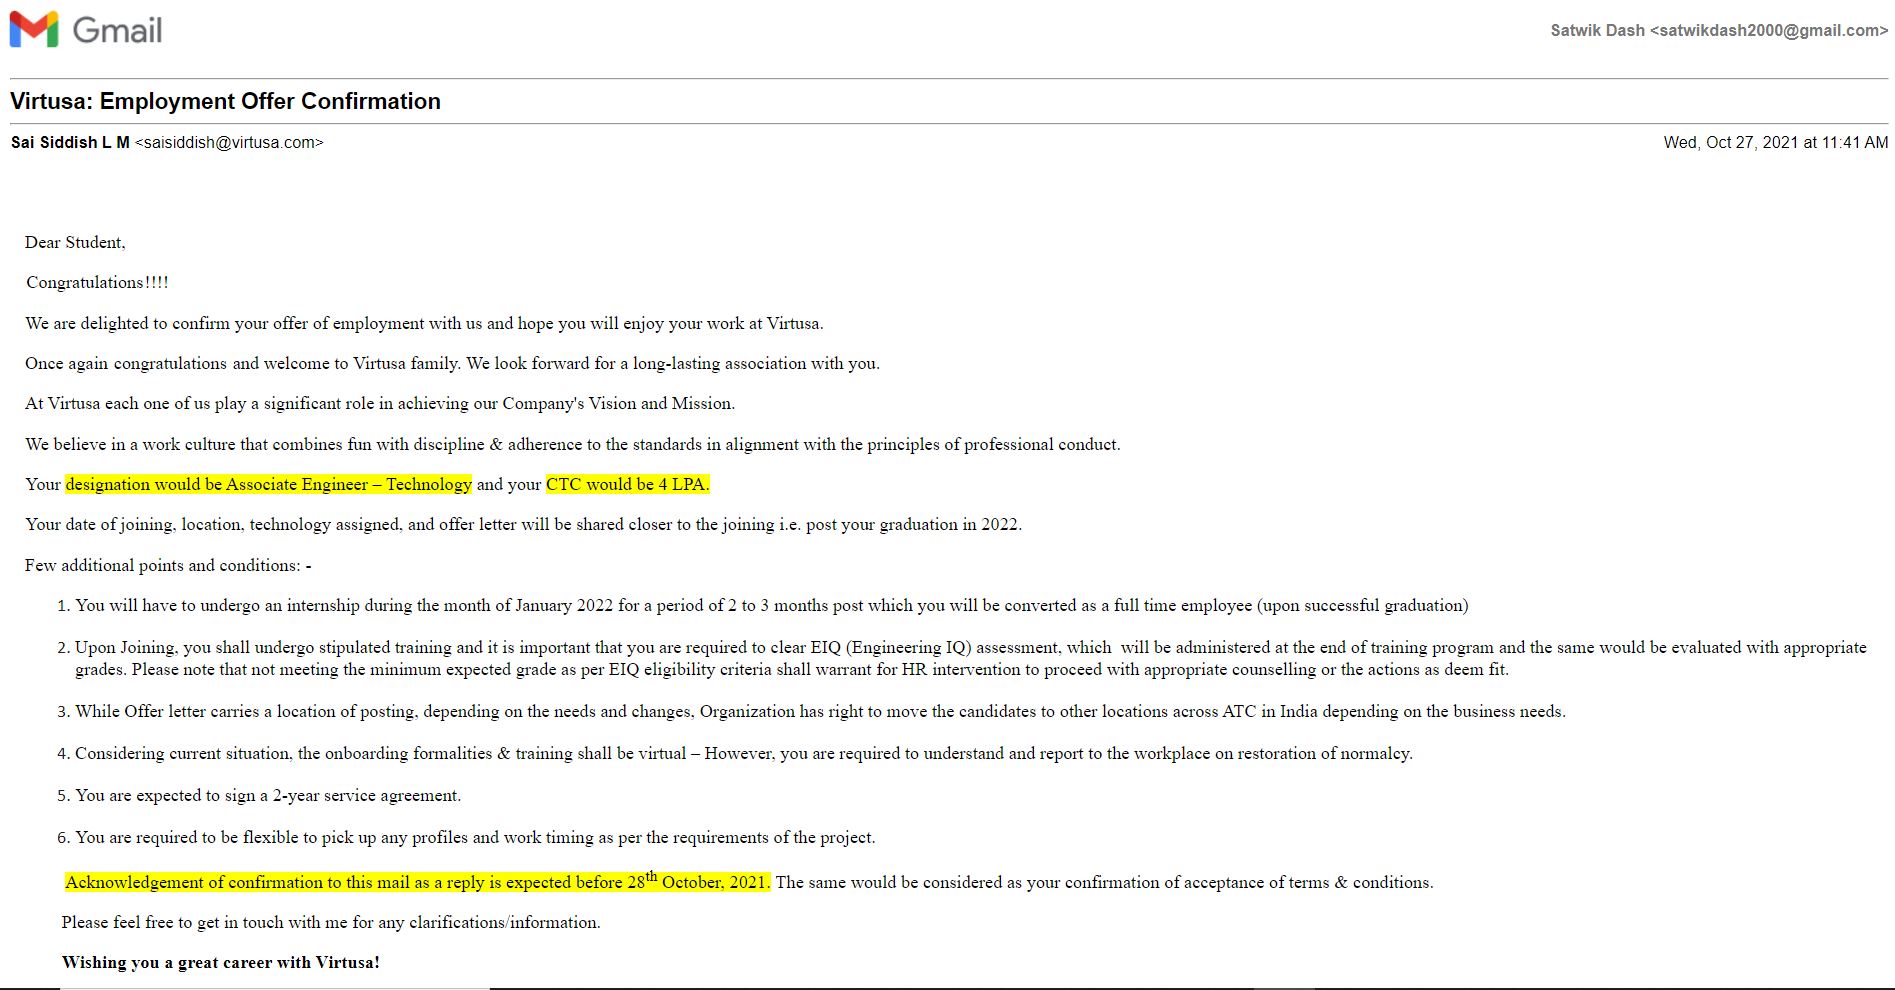 Gmail
Satwik Dash <satwikdash2000@gmail.com>
Virtusa: Employment Offer Confirmation
Sai Siddish L M <saisiddish@virtusa.com>
Wed, Oct 27, 2021 at 11:41 AM
Dear Student,
Congratulations!!!!
We are delighted to confirm your offer of employment with us and hope you will enjoy your work at Virtusa.
Once again congratulations and welcome to Virtusa family. We look forward for a long-lasting association with you.
At Virtusa each one of us play a significant role in achieving our Company's Vision and Mission.
We believe in a work culture that combines fun with discipline & adherence to the standards in alignment with the principles of professional conduct.
Your designation would be Associate Engineer – Technology and your CTC would be 4 LPA.
Your date of joining, location, technology assigned, and offer letter will be shared closer to the joining i.e. post your graduation in 2022.
Few additional points and conditions: -
1. You will have to undergo an internship during the month of January 2022 for a period of 2 to 3 months post which you will be converted as a full time employee (upon successful graduation)
2. Upon Joining, you shall undergo stipulated training and it is important that you are required to clear EIQ (Engineering IQ) assessment, which will be administered at the end of training program and the same would be evaluated with appropriate
grades. Please note that not meeting the minimum expected grade as per EIQ eligibility criteria shall warrant for HR intervention to proceed with appropriate counselling or the actions as deem fit.
3. While Offer letter carries a location of posting, depending on the needs and changes, Organization has right to move the candidates to other locations across ATC in India depending on the business needs.
4. Considering current situation, the onboarding formalities & training shall be virtual – However, you are required to understand and report to the workplace on restoration of normalcy.
5. You are expected to sign a 2-year service agreement.
6. You are required to be flexible to pick up any profiles and work timing as per the requirements of the project.
Acknowledgement of confirmation to this mail as a reply is expected before 28th October, 2021. The same would be considered as your confirmation of acceptance of terms & conditions.
Please feel free to get in touch with me for any clarifications/information.
Wishing you a great career with Virtusa!